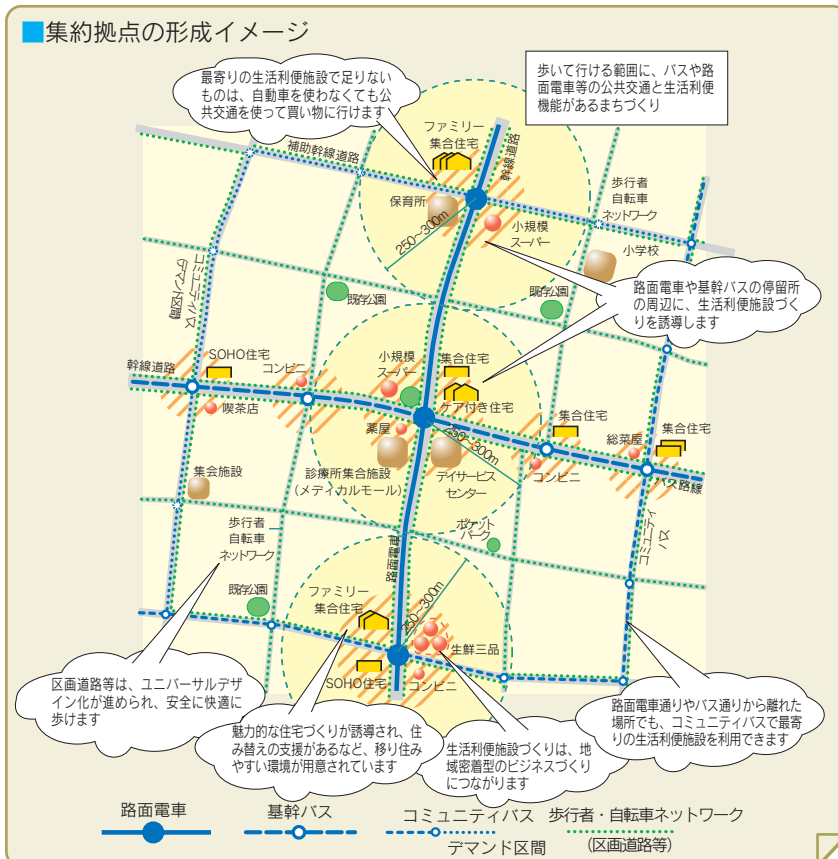 集約拠点の形成イメージ
最寄りの生活利便施設で足りない
ものは、自動車を使わなくても公
共交通を使って買い物に行けます
歩いて行ける範囲に、バスや路
面電車等の公共交通と生活利便
機能があるまちづくり
ファミリー
集合住宅
幹線道路
補助幹線道路
保育所
250~300m
小規模
スーパー
歩行者
自転車
ネットワーク
小学校
コミュニティバス
(デマンド区間)
既存公園
既存公園
路面電車や基幹バスの停留所
の周辺に、生活利便施設づく
りを誘導します
幹線道路
SOHO住宅
コンビニ
小規模
スーパー
集合住宅
ケア付き住宅
喫茶店
薬屋
250~300m
集合住宅
総菜屋
集合住宅
コンビニ
バス路線
集会施設
診療所集合施設
(メディカルモール)
デイサービス
センター
コミュニティ
バス
歩行者
自転車
ネットワーク
ポケット
パーク
路面電車
既存公園
ファミリー
集合住宅
250~300m
生鮮三品
SOHO住宅
コンビニ
区画道路等は、ユニバーサルデザ
イン化が進められ、安全に快適に
歩けます
魅力的な住宅づくりが誘導され、住
み替えの支援があるなど、移り住み
やすい環境が用意されています
生活利便施設づくりは、地
域密着型のビジネスづくり
につながります
路面電車通りやバス通りから離れた
場所でも、コミュニティバスで最寄
りの生活利便施設を利用できます
路面電車
基幹バス
コミュニティバス
デマンド区間
歩行者・自転車ネットワーク
(区画道路等)